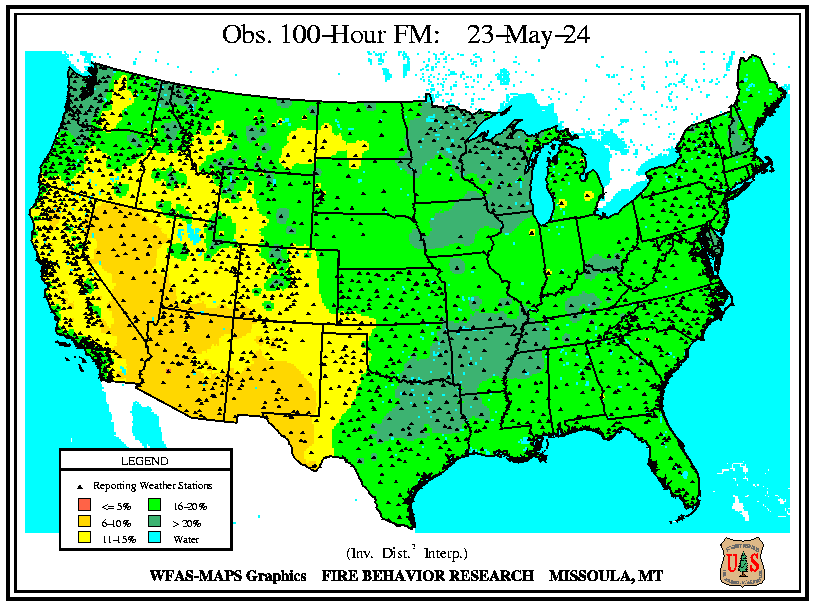 Obs. 100-Hour FM: 23-May-24
LEGEND
Reporting Weather Stations
<= 5% 16-20%
6-10% > 20%
11-15% Water
(Inv. Dist.² Interp.)
WFAS-MAPS Graphics FIRE BEHAVIOR RESEARCH MISSOULA, MT
U S